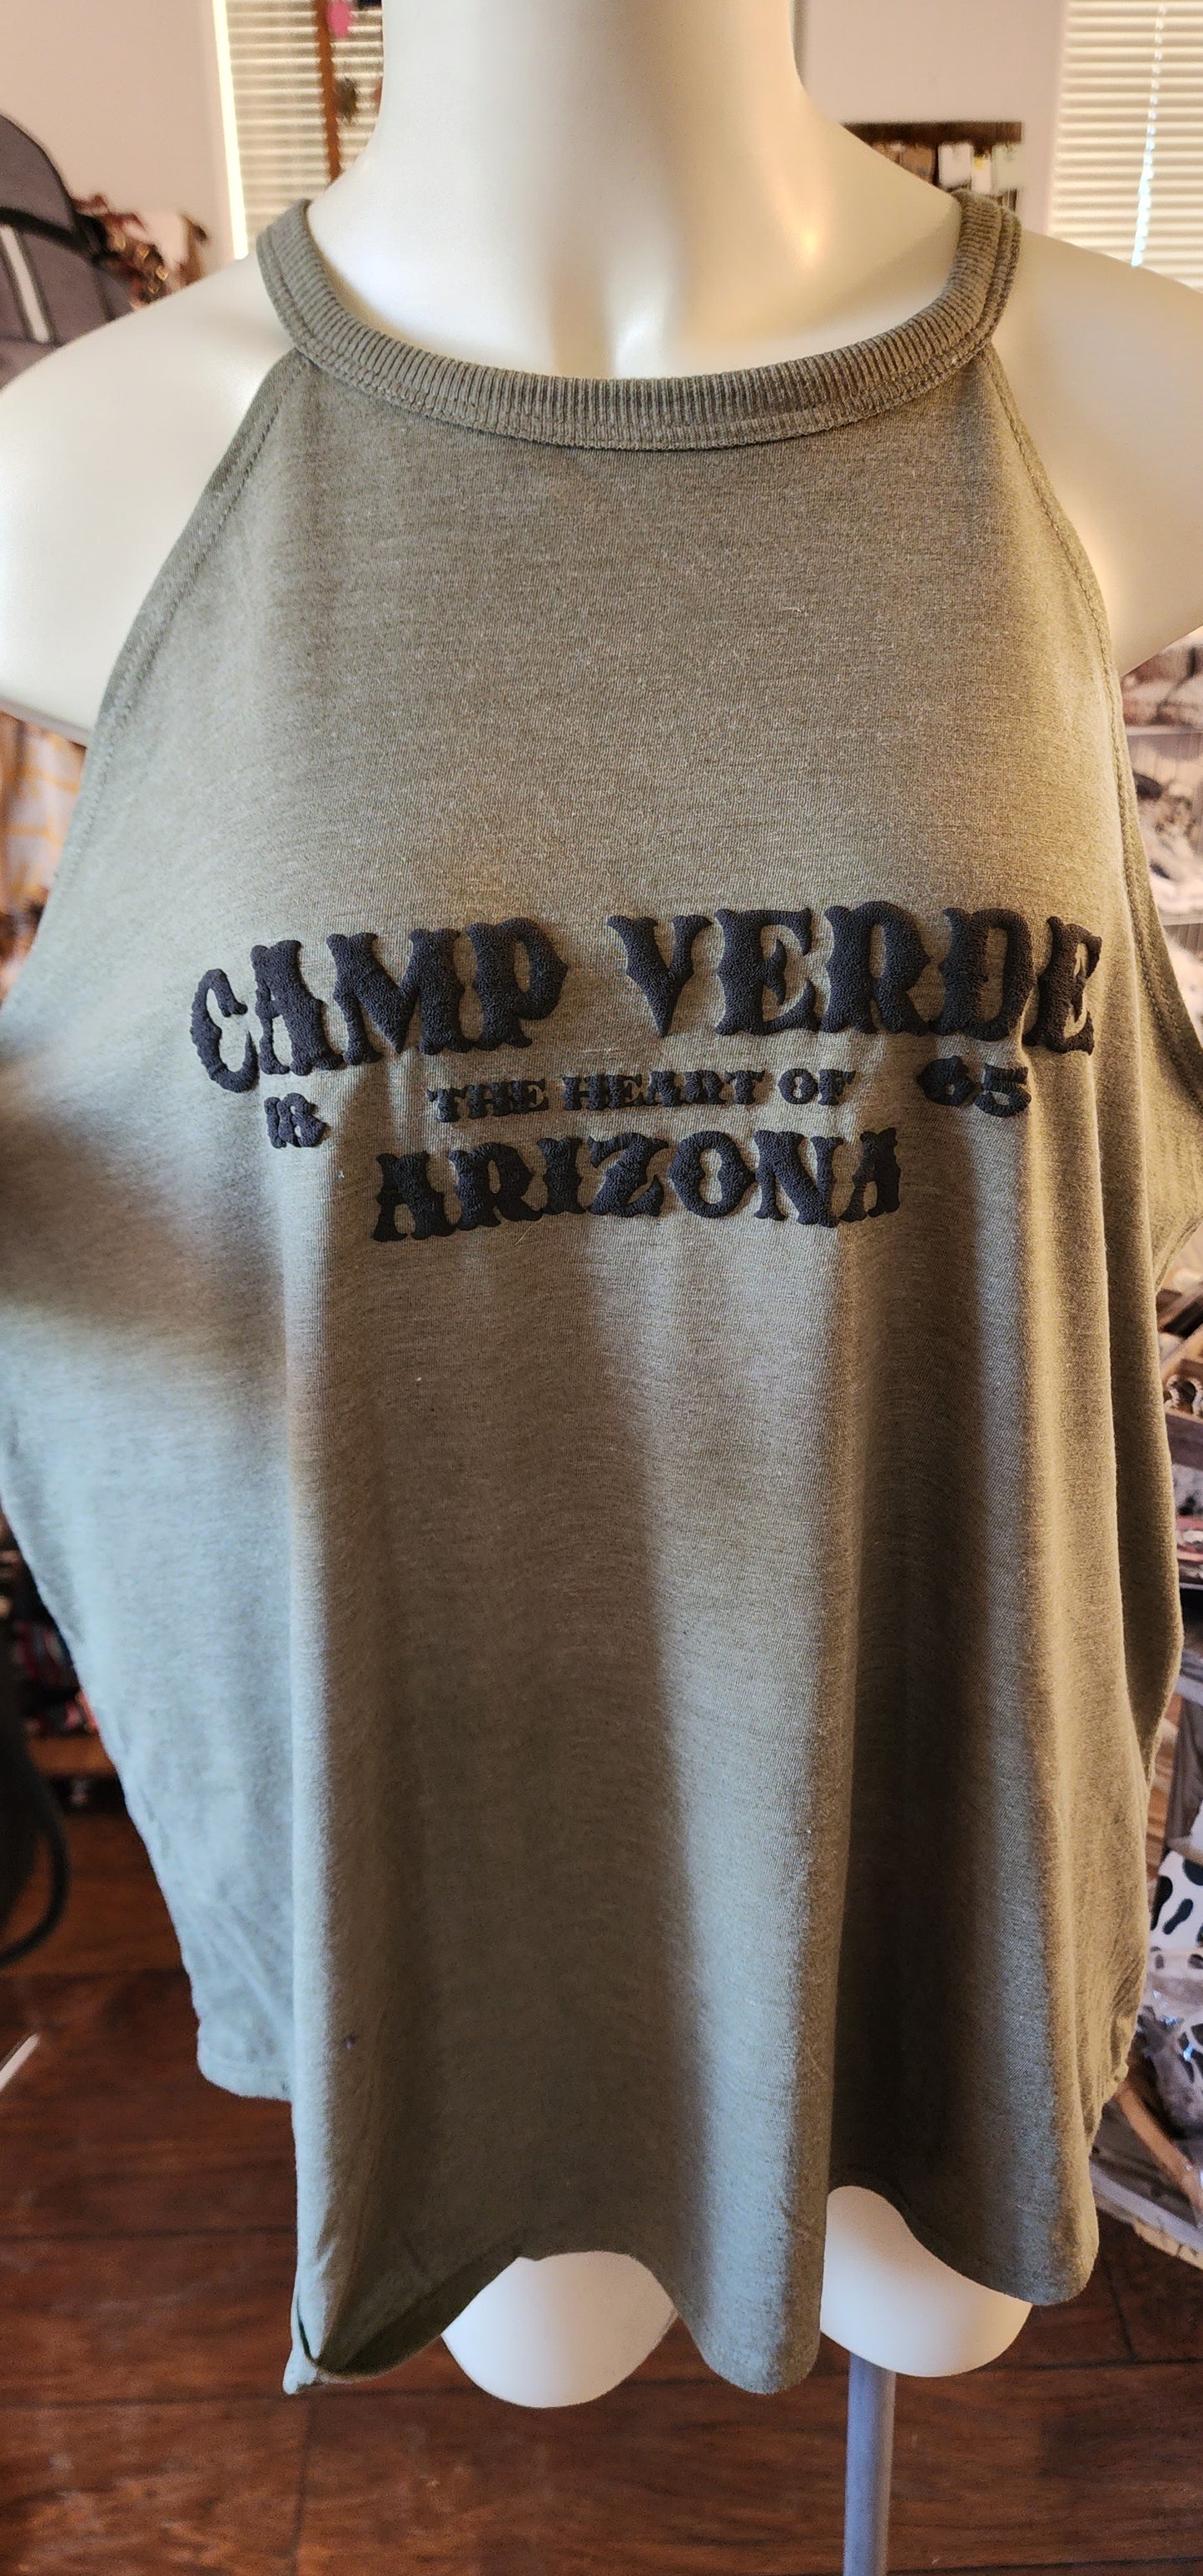 CAMP VERDE
18 THE HEART OF 65
ARIZONA